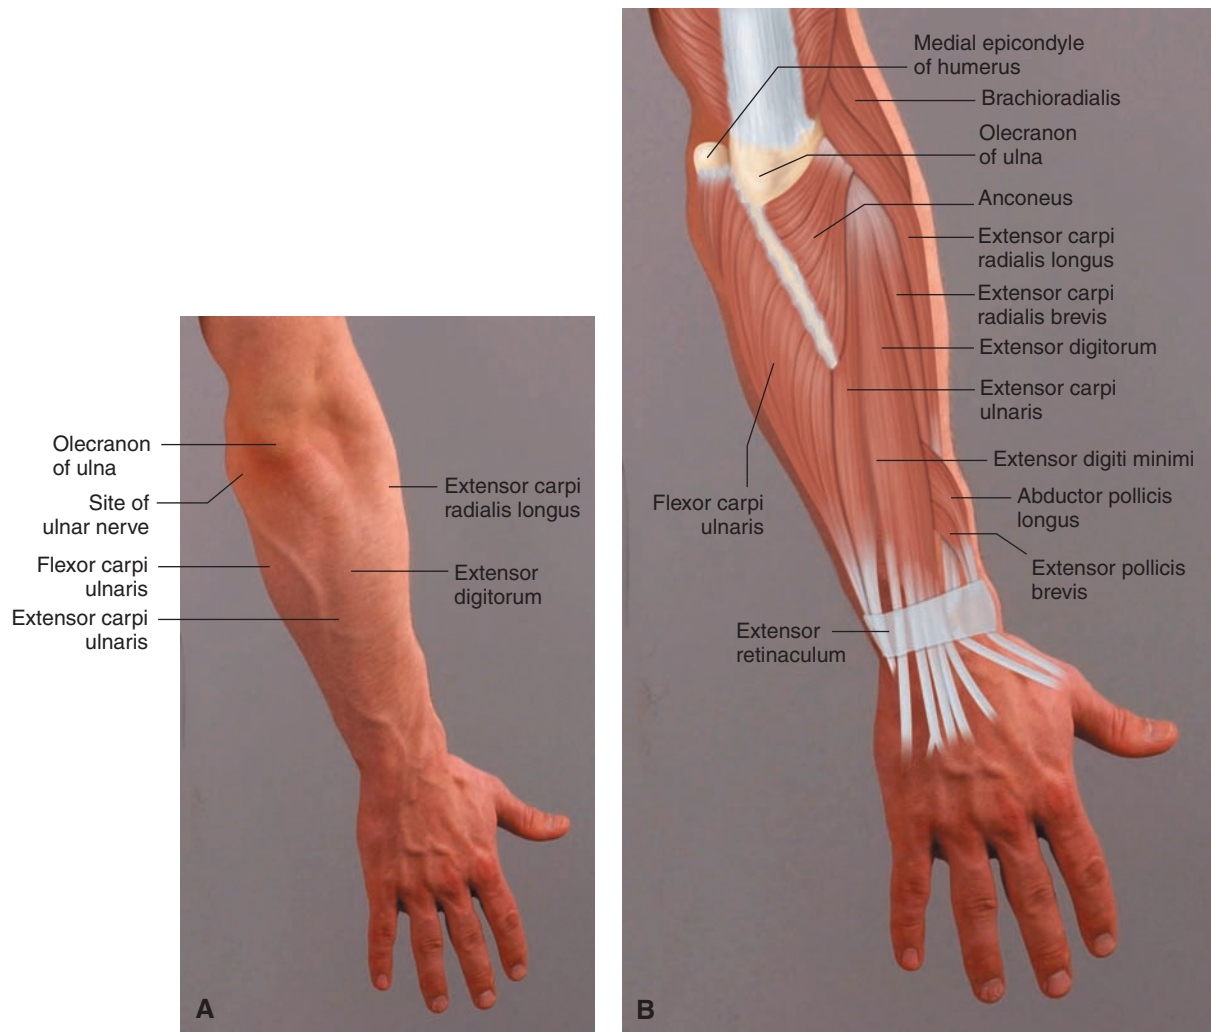 Olecranon
of ulna
Site of
ulnar nerve
Flexor carpi
ulnaris
Extensor carpi
ulnaris
Extensor carpi
radialis longus
Extensor
digitorum
A
Medial epicondyle
of humerus
Brachioradialis
Olecranon
of ulna
Anconeus
Extensor carpi
radialis longus
Extensor carpi
radialis brevis
Extensor digitorum
Extensor carpi
ulnaris
Extensor digiti minimi
Abductor pollicis
longus
Extensor pollicis
brevis
Flexor carpi
ulnaris
Extensor
retinaculum
B